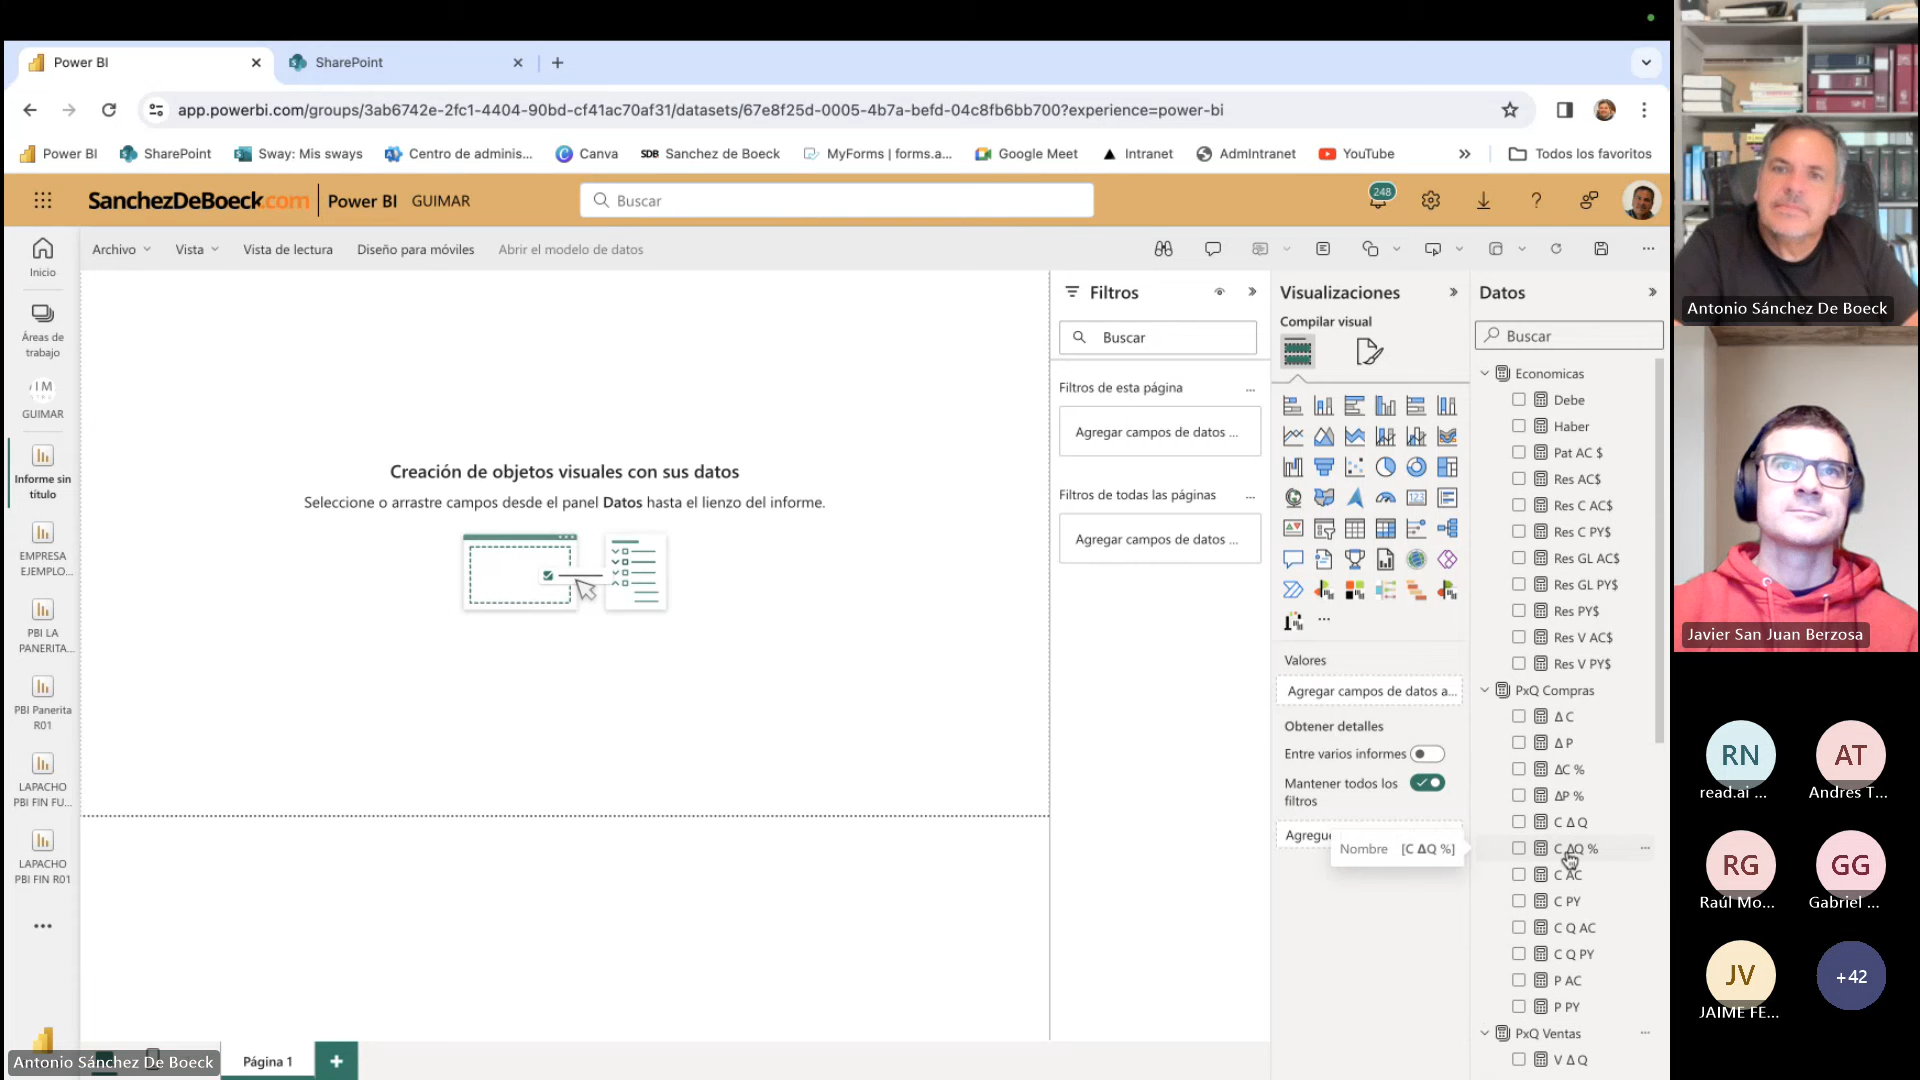 Power BI
SharePoint
app.powerbi.com/groups/3ab6742e-2fc1-4404-90bd-cf41ac70af31/datasets/67e8f25d-0005-4b7a-befd-04c8fb6bb700?experience=power-bi
Power BI
SharePoint
Sway: Mis sways
Centro de adminis...
Canva
SDB Sanchez de Boeck
MyForms | forms.a...
Google Meet
Intranet
AdmIntranet
YouTube
Todos los favoritos
SanchezDeBoeck.com
Power BI
GUIMAR
Buscar
248
Archivo
Vista
Vista de lectura
Diseño para móviles
Abrir el modelo de datos
Inicio
Áreas de
trabajo
GUIMAR
Informe sin
título
EMPRESA
EJEMPLO...
PBI LA
PANERITA...
PBI Panerita
R01
LAPACHO
PBI FIN FU...
LAPACHO
PBI FIN R01
Creación de objetos visuales con sus datos
Seleccione o arrastre campos desde el panel Datos hasta el lienzo del informe.
Página 1
Filtros
Buscar
Filtros de esta página
Agregar campos de datos ...
Filtros de todas las páginas
Agregar campos de datos ...
Visualizaciones
Compilar visual
123
Valores
Agregar campos de datos a...
Obtener detalles
Entre varios informes
Mantener todos los
filtros
Agregue
Nombre [C ΔQ %]
Datos
Buscar
Economicas
Debe
Haber
Pat AC $
Res AC$
Res C AC$
Res C PY$
Res GL AC$
Res GL PY$
Res PY$
Res V AC$
Res V PY$
PxQ Compras
Δ C
Δ P
ΔC %
ΔP %
C Δ Q
C ΔQ %
C AC
C PY
C Q AC
C Q PY
P AC
P PY
PxQ Ventas
V Δ Q
Antonio Sánchez De Boeck
Javier San Juan Berzosa
RN
read.ai ...
AT
Andres T...
RG
Raúl Mo...
GG
Gabriel ...
JV
JAIME FE...
+42
Antonio Sánchez De Boeck